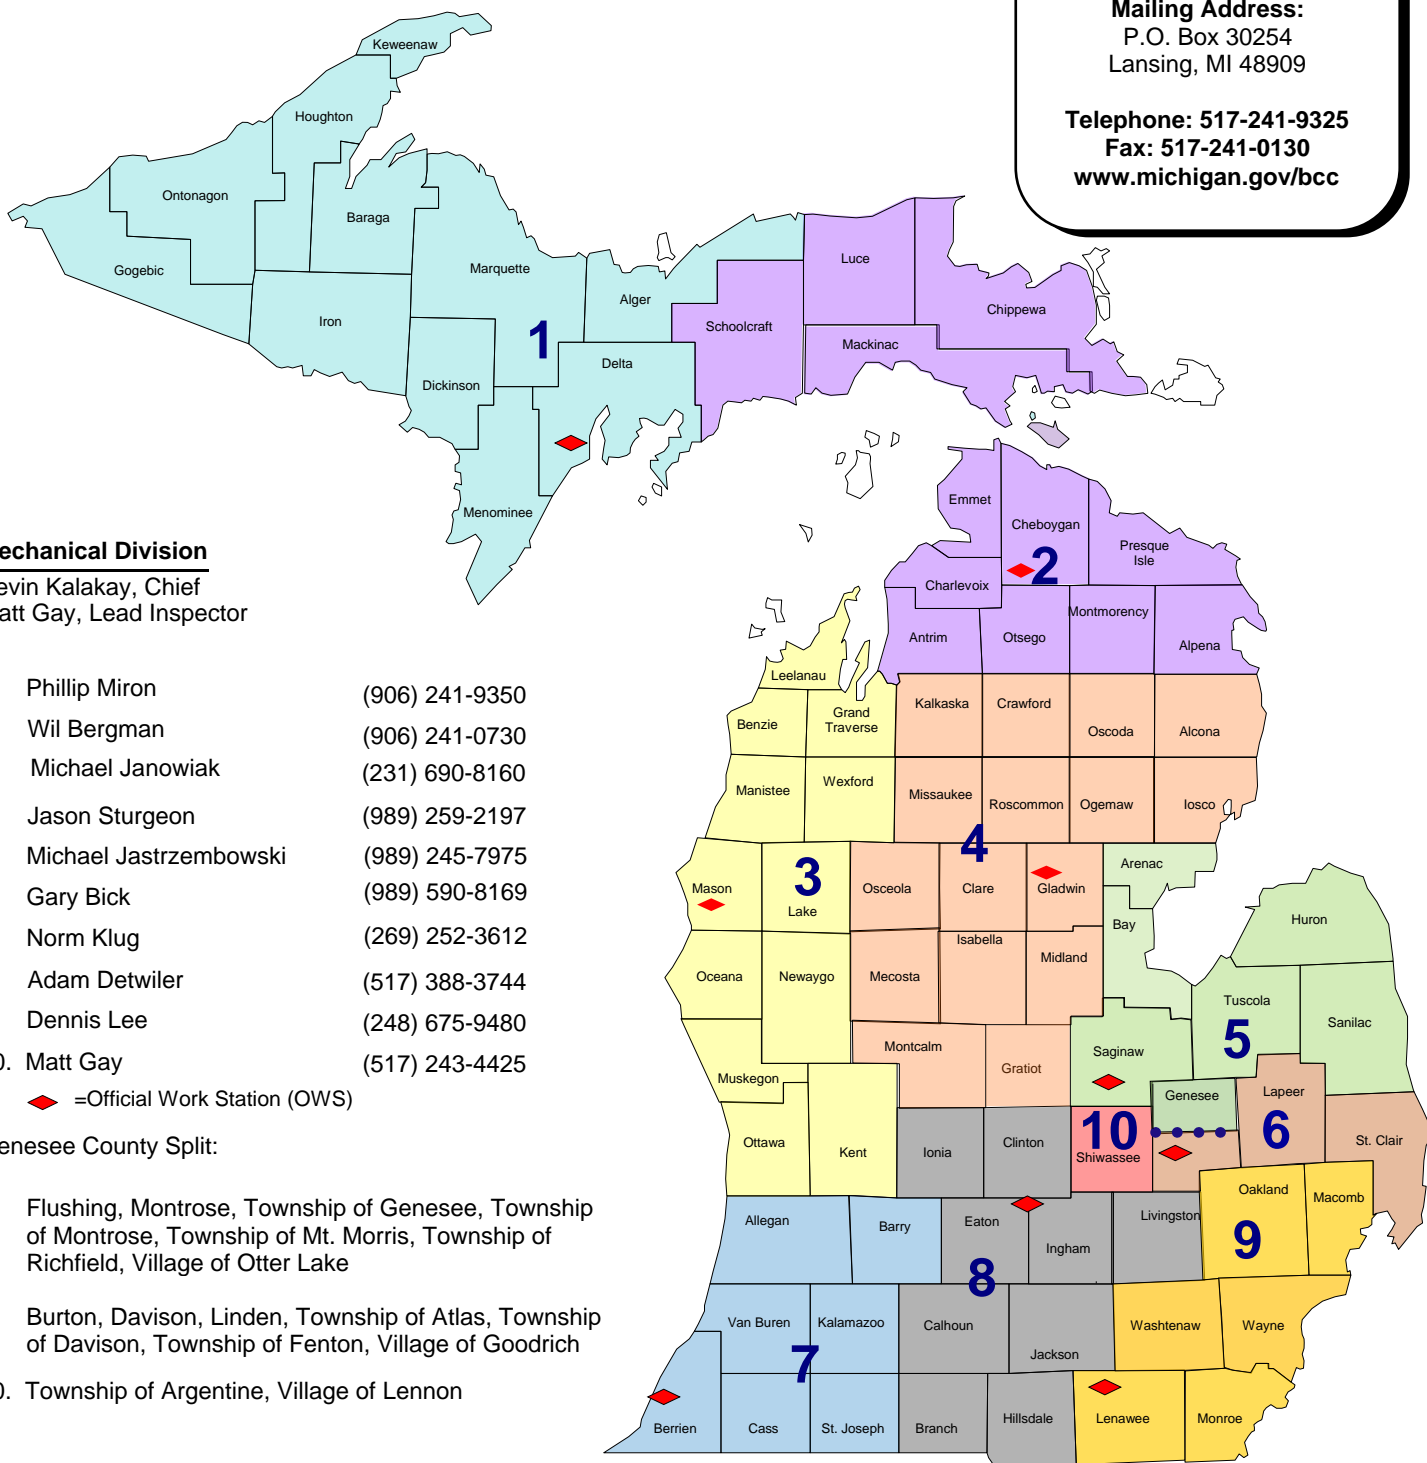 Mailing Address:
P.O. Box 30254
Lansing, MI 48909
Telephone: 517-241-9325
Fax: 517-241-0130
www.michigan.gov/bcc
Keweenaw
Houghton
Ontonagon
Baraga
Gogebic
Marquette
Iron
1
Alger
Dickinson
Delta
Menominee
Luce
Schoolcraft
Chippewa
Mackinac
echanical Division
evin Kalakay, Chief
att Gay, Lead Inspector
Phillip Miron (906) 241-9350
Wil Bergman (906) 241-0730
Michael Janowiak (231) 690-8160
Jason Sturgeon (989) 259-2197
Michael Jastrzembowski (989) 245-7975
Gary Bick (989) 590-8169
Norm Klug (269) 252-3612
Adam Detwiler (517) 388-3744
Dennis Lee (248) 675-9480
0. Matt Gay (517) 243-4425
=Official Work Station (OWS)
enesee County Split:
Flushing, Montrose, Township of Genesee, Township
of Montrose, Township of Mt. Morris, Township of
Richfield, Village of Otter Lake
Burton, Davison, Linden, Township of Atlas, Township
of Davison, Township of Fenton, Village of Goodrich
0. Township of Argentine, Village of Lennon
Emmet
Cheboygan
2
Presque
Isle
Charlevoix
Antrim
Otsego
Montmorency
Alpena
Leelanau
Benzie
Grand
Traverse
Kalkaska
Crawford
Oscoda
Alcona
Manistee
Wexford
Missaukee
Roscommon
Ogemaw
Iosco
4
3
Mason
Lake
Osceola
Clare
Gladwin
Arenac
Huron
Bay
Oceana
Newaygo
Mecosta
Isabella
Midland
Tuscola
5
Sanilac
Montcalm
Gratiot
Saginaw
Muskegon
Genesee
Lapeer
6
Ottawa
Kent
Ionia
Clinton
10
Shiwassee
St. Clair
Allegan
Barry
Eaton
Ingham
Livingston
Oakland
Macomb
9
8
Van Buren
Kalamazoo
Calhoun
Jackson
Washtenaw
Wayne
7
Berrien
Cass
St. Joseph
Branch
Hillsdale
Lenawee
Monroe